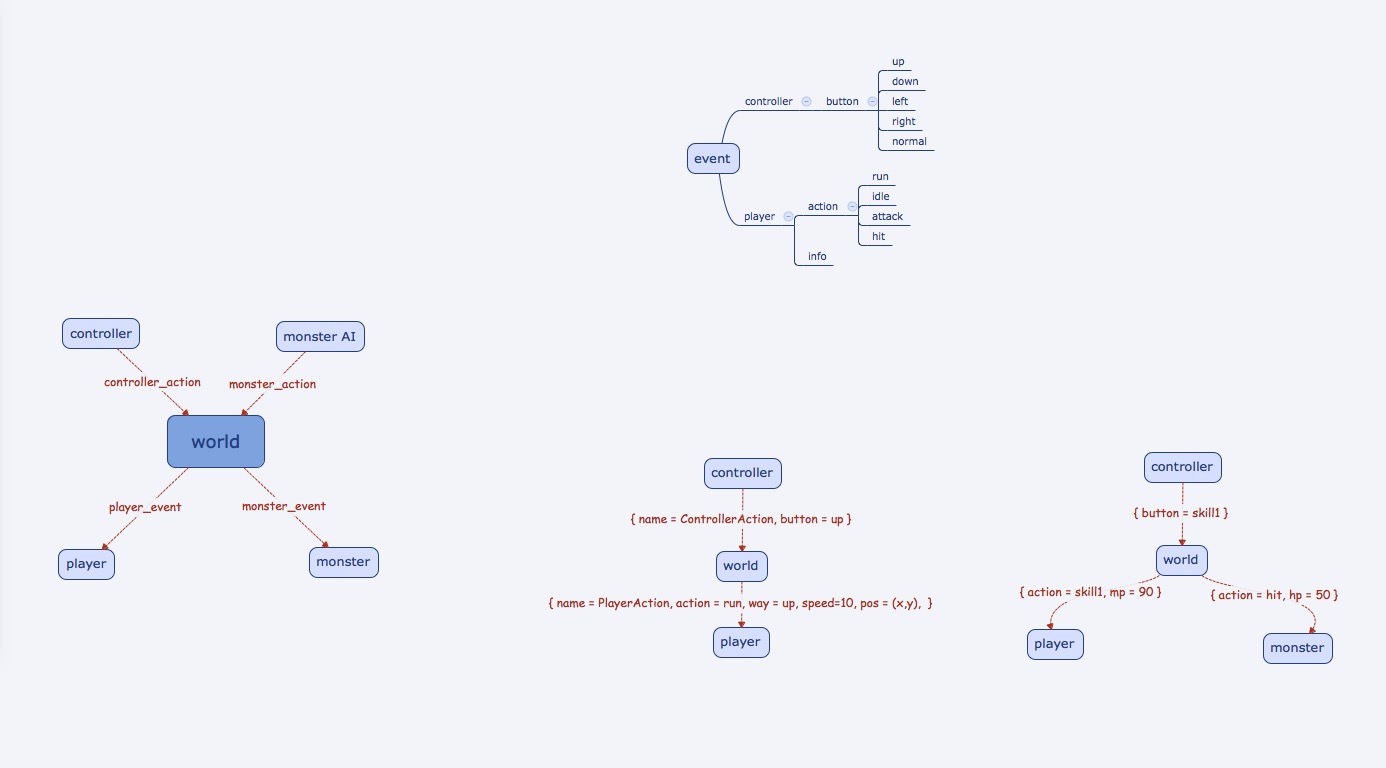 up
down
controller
button
left
right
normal
event
run
idle
action
player
attack
hit
info
controller
monster AI
controller_action
monster_action
world
player_event
monster_event
player
monster
controller
{ name = ControllerAction, button = up }
world
{ name = PlayerAction, action = run, way = up, speed=10, pos = (x,y),  }
player
controller
{ button = skill1 }
world
{ action = skill1, mp = 90 }
{ action = hit, hp = 50 }
player
monster